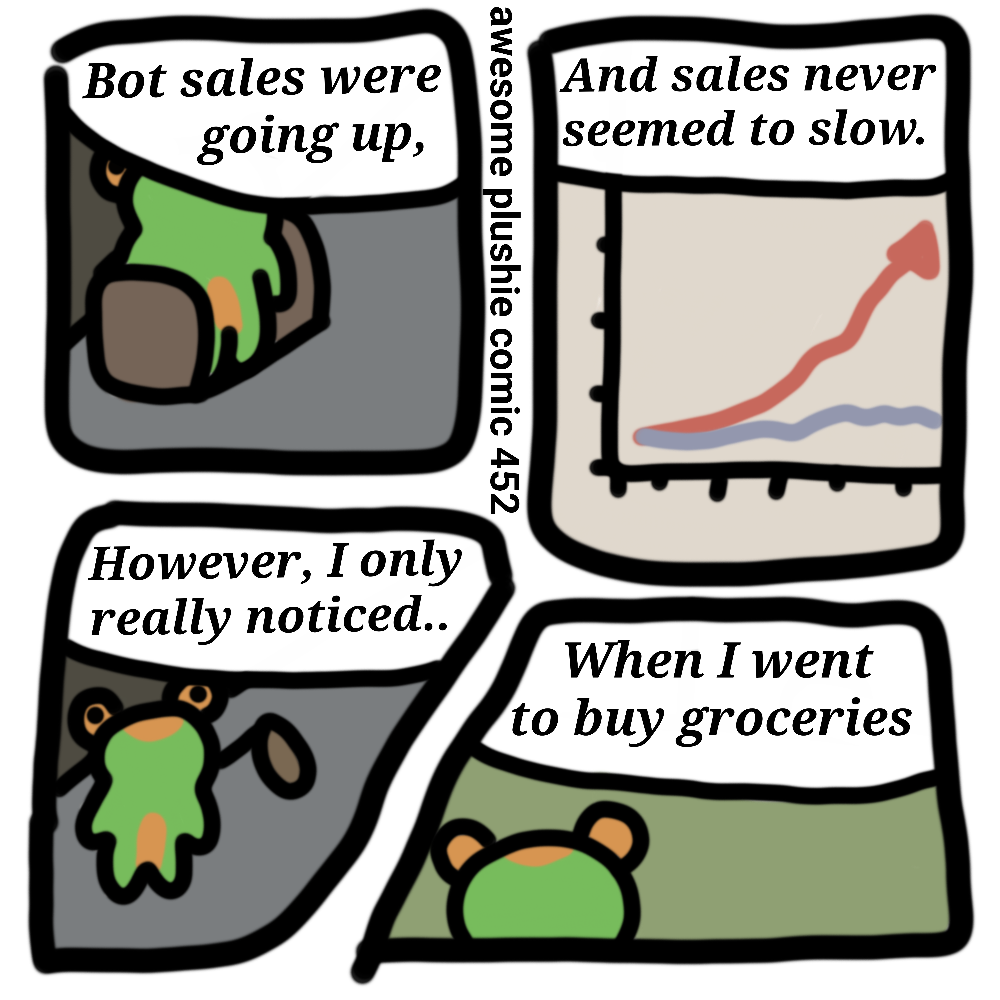 Bot sales were
going up,
awesome plushie comic 452
And sales never
seemed to slow.
However, I only
really noticed..
When I went
to buy groceries